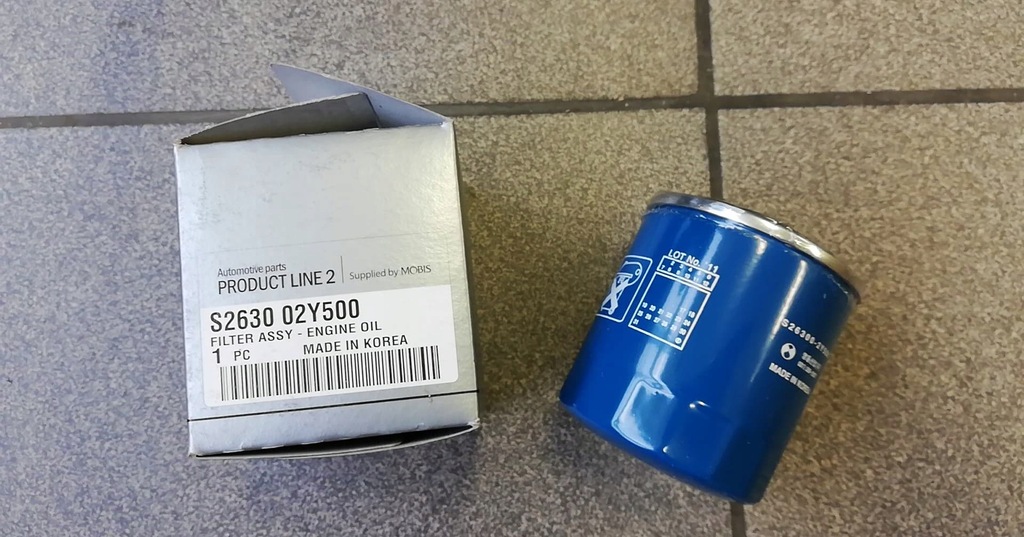 Automotive parts
PRODUCT LINE 2
Supplied by MOBIS
S2630 02Y500
FILTER ASSY - ENGINE OIL
1 PC MADE IN KOREA
LOT No. 11
MADE IN KOREA